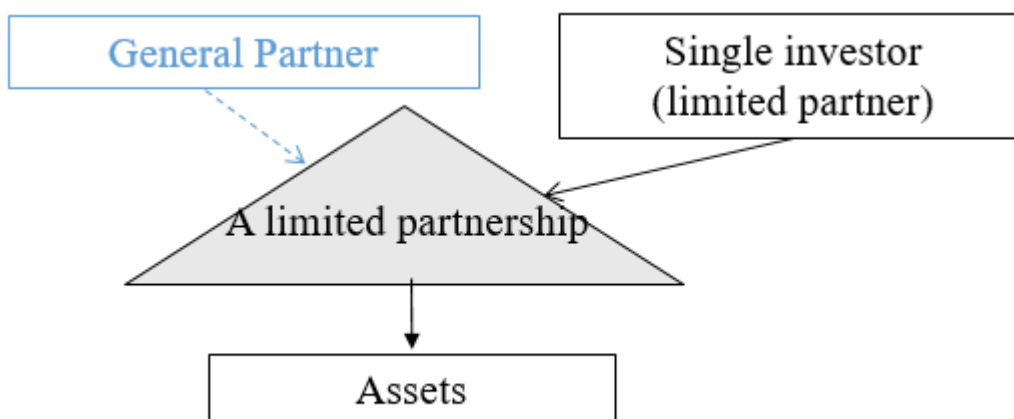 General Partner
Single investor
(limited partner)
A limited partnership
Assets